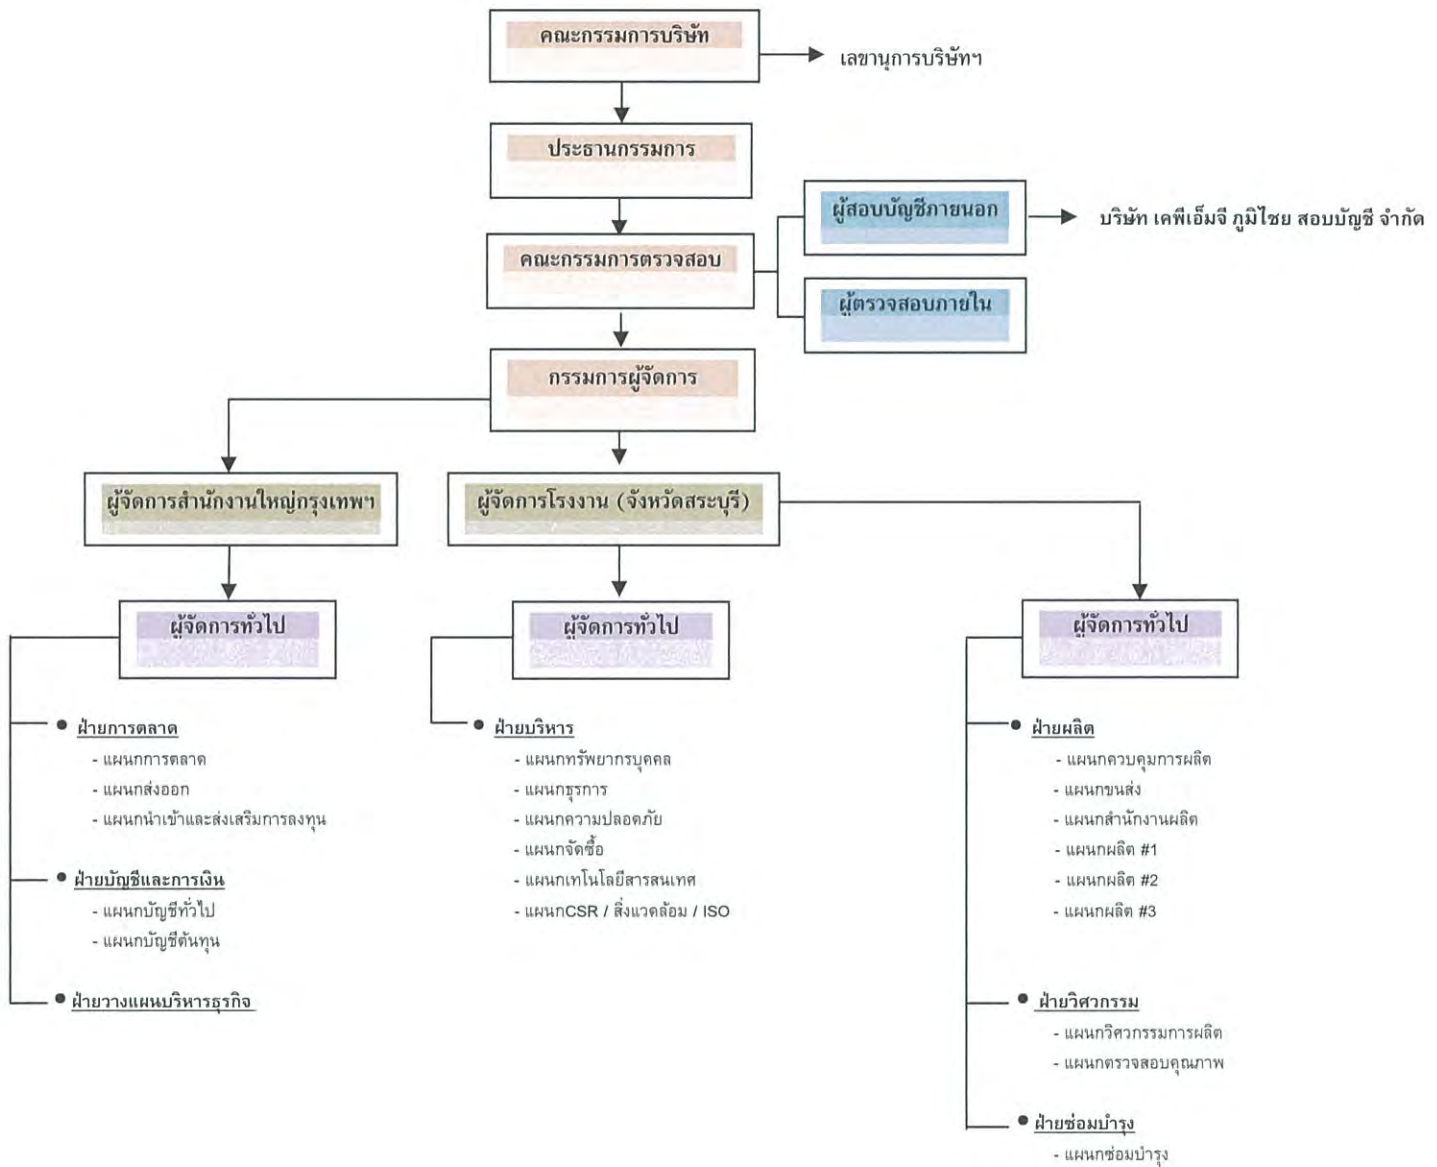 คณะกรรมการบริษัท
เลขานุการบริษัทฯ
ประธานกรรมการ
ผู้สอบบัญชีภายนอก
บริษัท เคพีเอ็มจี ภูมิไชย สอบบัญชี จำกัด
คณะกรรมการตรวจสอบ
ผู้ตรวจสอบภายใน
กรรมการผู้จัดการ
ผู้จัดการสำนักงานใหญ่กรุงเทพฯ
ผู้จัดการโรงงาน (จังหวัดสระบุรี)
ผู้จัดการทั่วไป
ผู้จัดการทั่วไป
ผู้จัดการทั่วไป
• ฝ่ายการตลาด
- แผนกการตลาด
- แผนกส่งออก
- แผนกนำเข้าและส่งเสริมการลงทุน
• ฝ่ายบัญชีและการเงิน
- แผนกบัญชีทั่วไป
- แผนกบัญชีต้นทุน
• ฝ่ายวางแผนบริหารธุรกิจ
• ฝ่ายบริหาร
- แผนกทรัพยากรบุคคล
- แผนกธุรการ
- แผนกความปลอดภัย
- แผนกจัดซื้อ
- แผนกเทโนโลยีสารสนเทศ
- แผนกCSR / สิ่งแวดล้อม / ISO
• ฝ่ายผลิต
- แผนกควบคุมการผลิต
- แผนกขนส่ง
- แผนกสำนักงานผลิต
- แผนกผลิต #1
- แผนกผลิต #2
- แผนกผลิต #3
• ฝ่ายวิศวกรรม
- แผนกวิศวกรรมการผลิต
- แผนกตรวจสอบคุณภาพ
• ฝ่ายซ่อมบำรุง
- แผนกซ่อมบำรุง